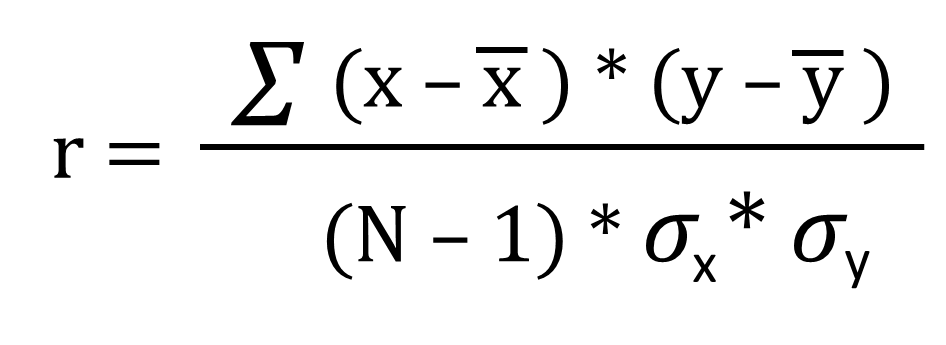 r = ∑ (x − x̅) * (y − y̅)
(N − 1) * σx * σy